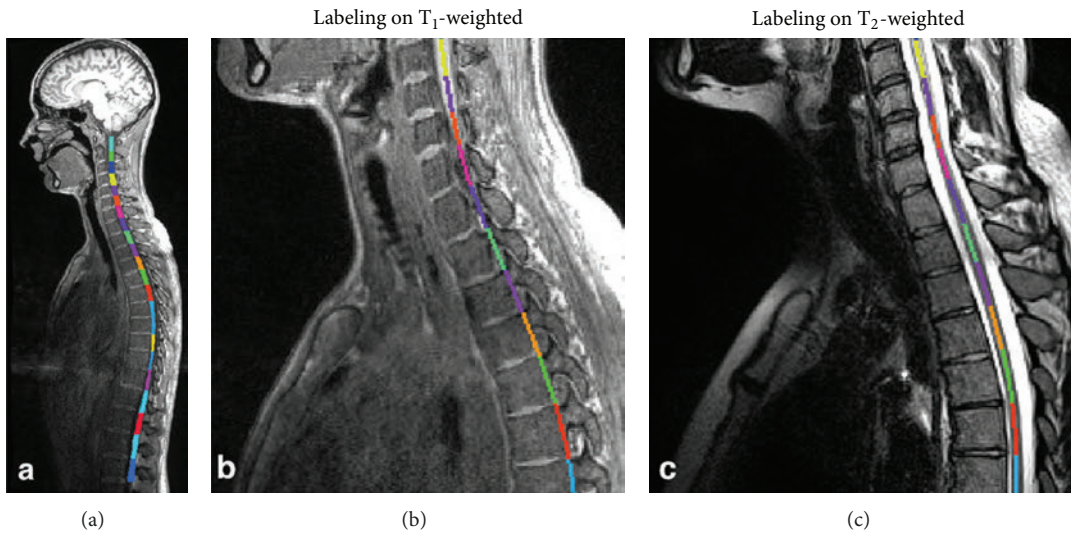 Labeling on T₁-weighted
Labeling on T₂-weighted
a
b
c
(a)
(b)
(c)